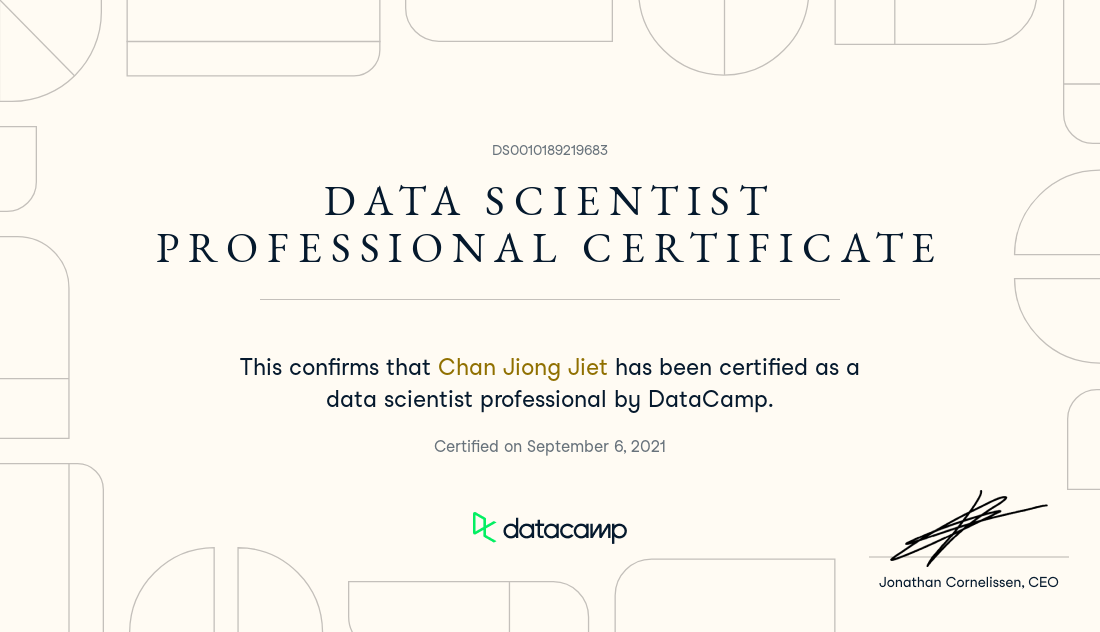 DS0010189219683
DATA SCIENTIST
PROFESSIONAL CERTIFICATE
This confirms that Chan Jiong Jiet has been certified as a
data scientist professional by DataCamp.
Certified on September 6, 2021
datacamp
Jonathan Cornelissen, CEO